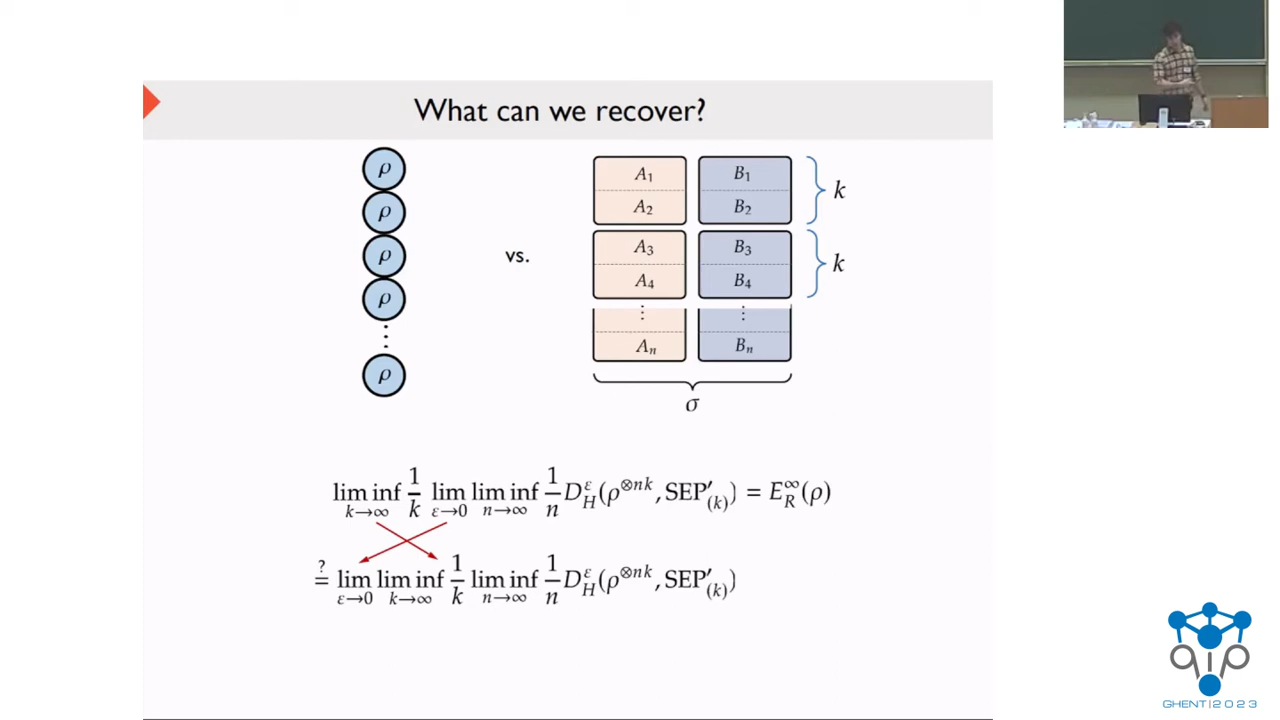 What can we recover?
ρ
ρ
ρ
ρ
⋮
ρ
vs.
A₁ B₁
A₂ B₂
k
A₃ B₃
A₄ B₄
k
⋮ ⋮
Aₙ Bₙ
σ
lim inf_{k→∞} 1/k lim_{ε→0} lim inf_{n→∞} 1/n D_H^ε(ρ^{⊗nk}, SEP′_{(k)}) = E_R^∞(ρ)
≟ lim_{ε→0} lim inf_{k→∞} 1/k lim inf_{n→∞} 1/n D_H^ε(ρ^{⊗nk}, SEP′_{(k)})
qip
GHENT|2023